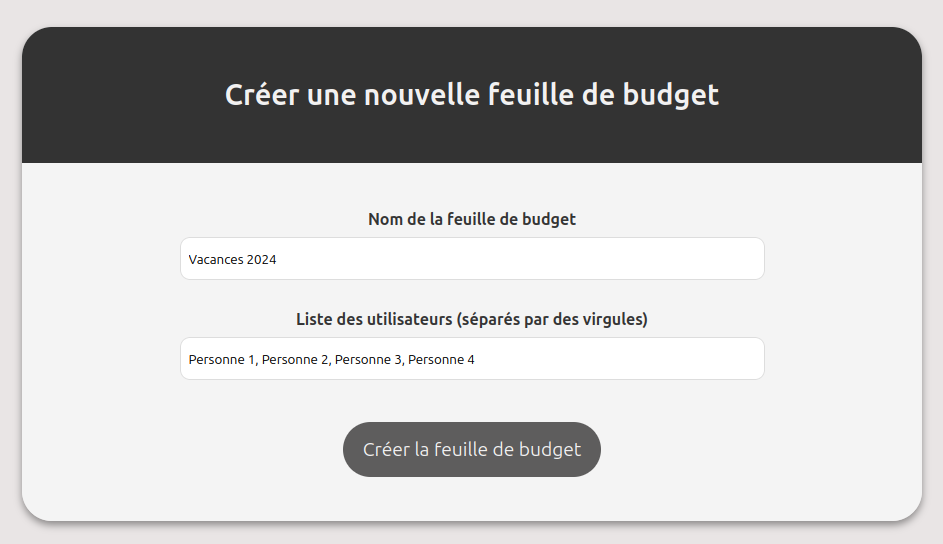 Créer une nouvelle feuille de budget
Nom de la feuille de budget
Vacances 2024
Liste des utilisateurs (séparés par des virgules)
Personne 1, Personne 2, Personne 3, Personne 4
Créer la feuille de budget